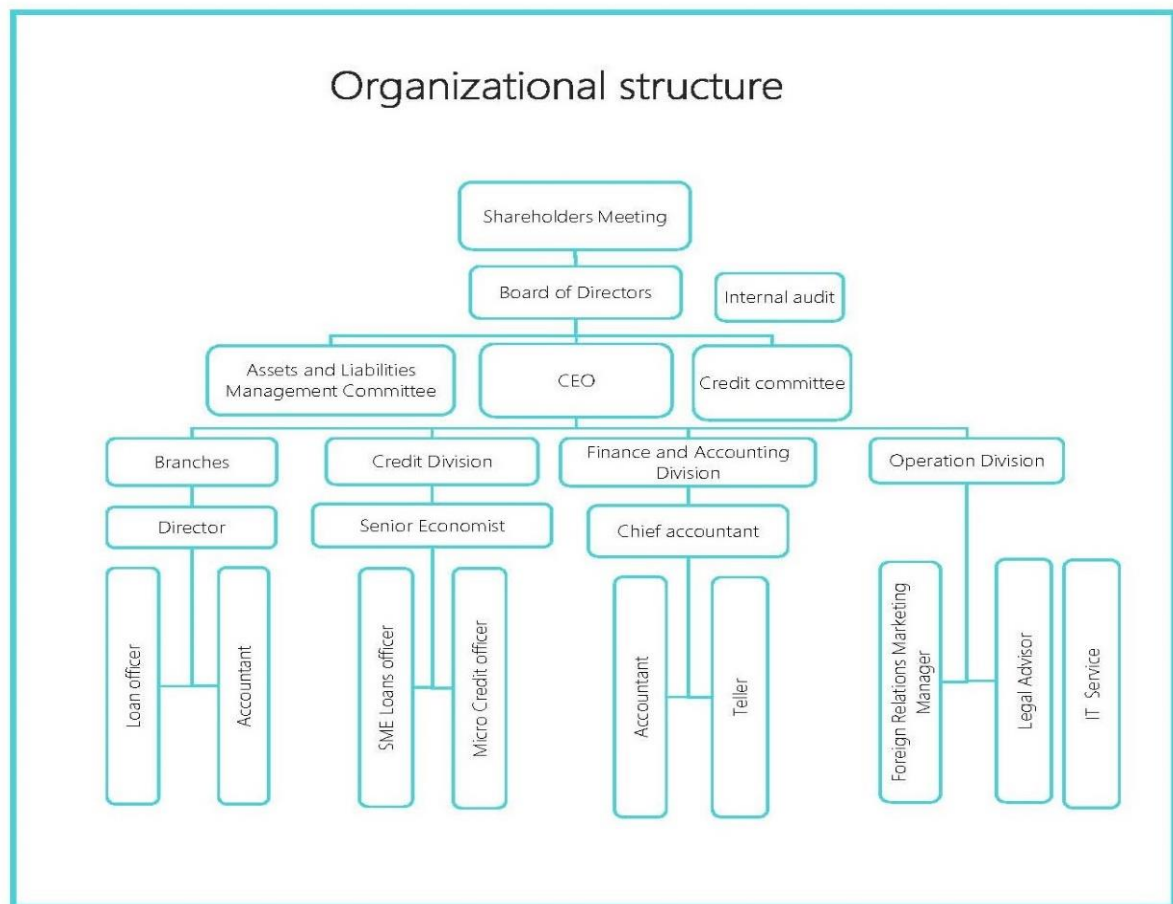 Organizational structure
Shareholders Meeting
Board of Directors
Internal audit
Assets and Liabilities
Management Committee
CEO
Credit committee
Branches
Credit Division
Finance and Accounting
Division
Operation Division
Director
Senior Economist
Chief accountant
Loan officer
Accountant
SME Loans officer
Micro Credit officer
Accountant
Teller
Foreign Relations Marketing
Manager
Legal Advisor
IT Service